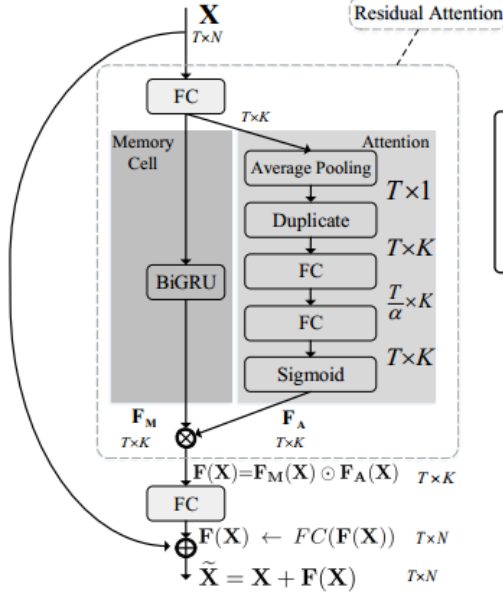 X
Residual Attention
T×N
FC
T×K
Memory
Cell
Attention
Average Pooling
T×1
Duplicate
T×K
FC
BiGRU
T/α×K
FC
T×K
Sigmoid
F_M
F_A
T×K
T×K
F(X)=F_M(X)⊙F_A(X) T×K
FC
F(X) ← FC(F(X)) T×N
X̃ = X + F(X) T×N